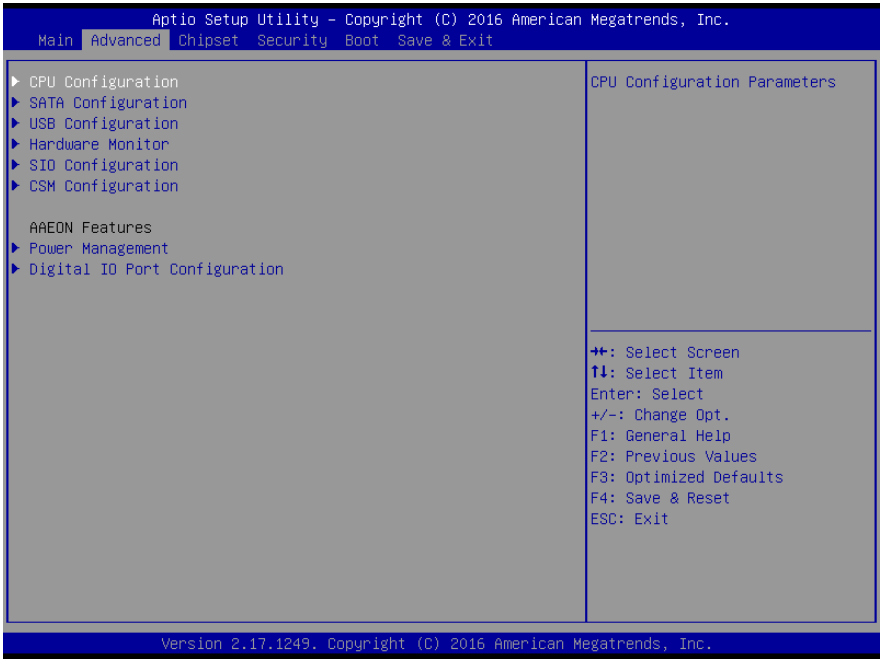 Aptio Setup Utility – Copyright (C) 2016 American Megatrends, Inc.
Main Advanced Chipset Security Boot Save & Exit
▶ CPU Configuration
▶ SATA Configuration
▶ USB Configuration
▶ Hardware Monitor
▶ SIO Configuration
▶ CSM Configuration
AAEON Features
▶ Power Management
▶ Digital IO Port Configuration
CPU Configuration Parameters
→←: Select Screen
↑↓: Select Item
Enter: Select
+/-: Change Opt.
F1: General Help
F2: Previous Values
F3: Optimized Defaults
F4: Save & Reset
ESC: Exit
Version 2.17.1249. Copyright (C) 2016 American Megatrends, Inc.